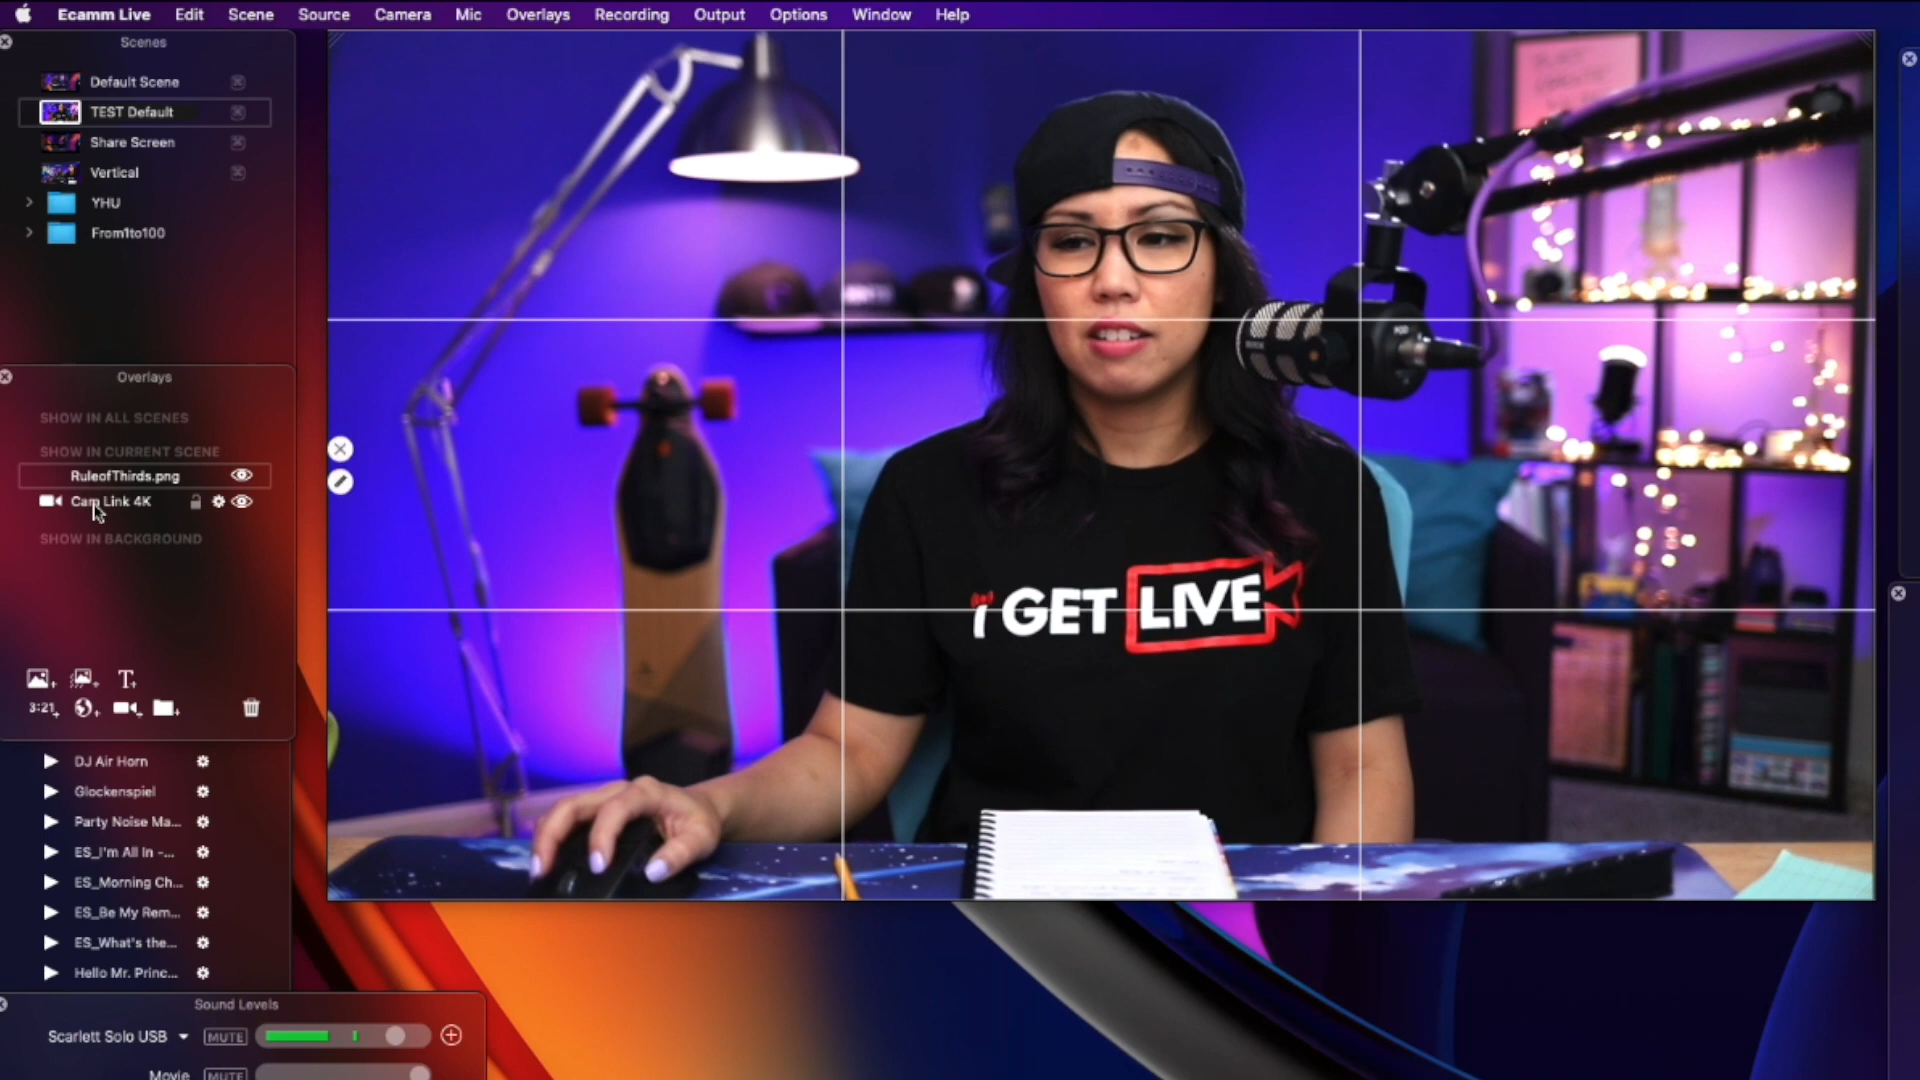 Ecamm Live Edit Scene Source Camera Mic Overlays Recording Output Options Window Help
Scenes
Default Scene
TEST Default
Share Screen
Vertical
YHU
From1to100
Overlays
SHOW IN ALL SCENES
SHOW IN CURRENT SCENE
RuleofThirds.png
Cam Link 4K
SHOW IN BACKGROUND
T+
3:21+
DJ Air Horn
Glockenspiel
Party Noise Ma...
ES_I'm All In -...
ES_Morning Ch...
ES_Be My Rem...
ES_What's the...
Hello Mr. Princ...
Sound Levels
Scarlett Solo USB MUTE
Movie MUTE
i GET LIVE